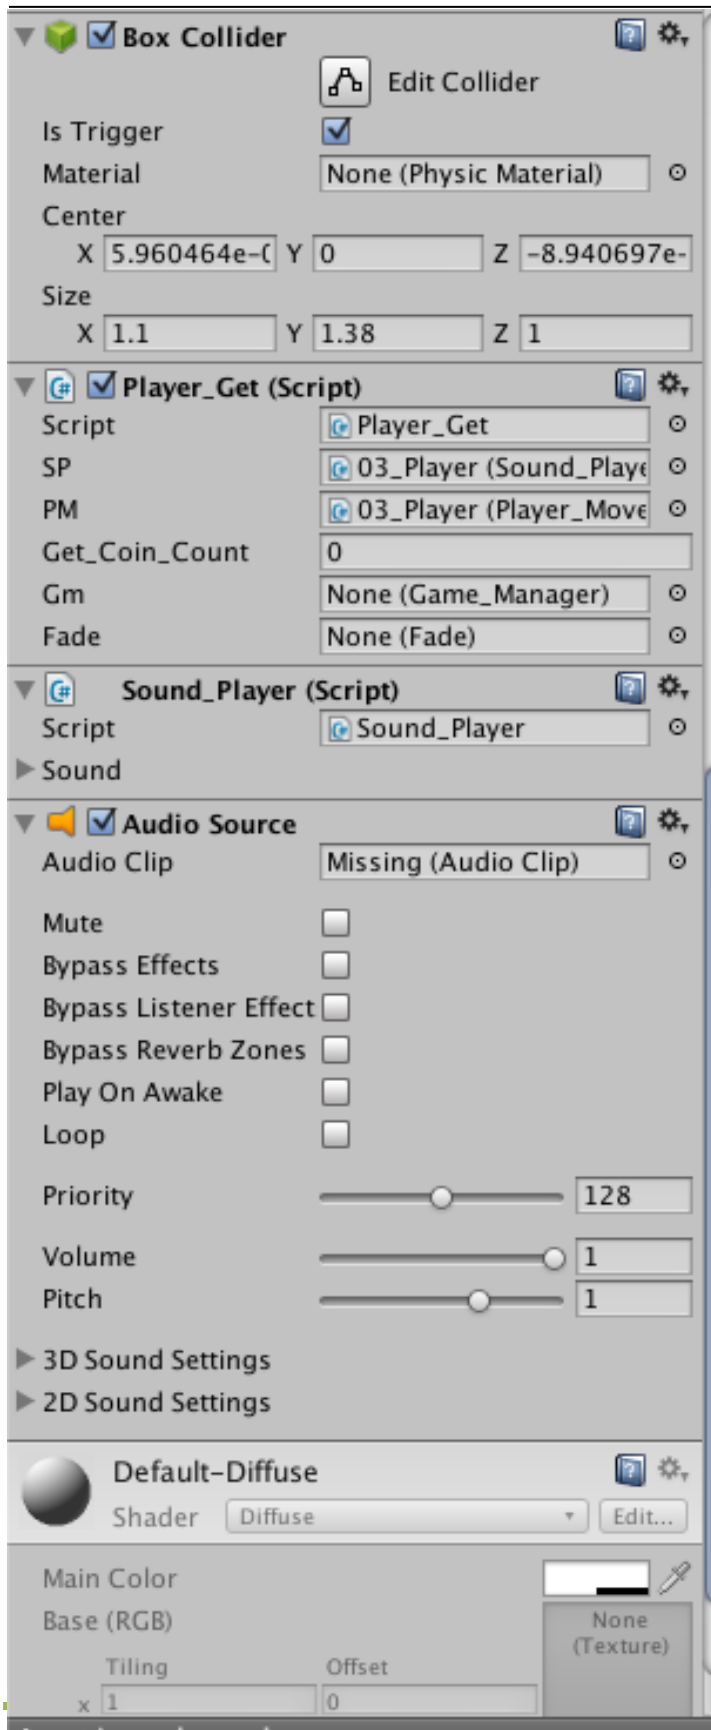 Box Collider
Edit Collider
Is Trigger
Material None (Physic Material)
Center
X 5.960464e-( Y 0 Z -8.940697e-
Size
X 1.1 Y 1.38 Z 1
Player_Get (Script)
Script Player_Get
SP 03_Player (Sound_Playe
PM 03_Player (Player_Move
Get_Coin_Count 0
Gm None (Game_Manager)
Fade None (Fade)
Sound_Player (Script)
Script Sound_Player
Sound
Audio Source
Audio Clip Missing (Audio Clip)
Mute
Bypass Effects
Bypass Listener Effect
Bypass Reverb Zones
Play On Awake
Loop
Priority 128
Volume 1
Pitch 1
3D Sound Settings
2D Sound Settings
Default-Diffuse
Shader Diffuse Edit...
Main Color
Base (RGB) None
(Texture)
Tiling Offset
x 1 0